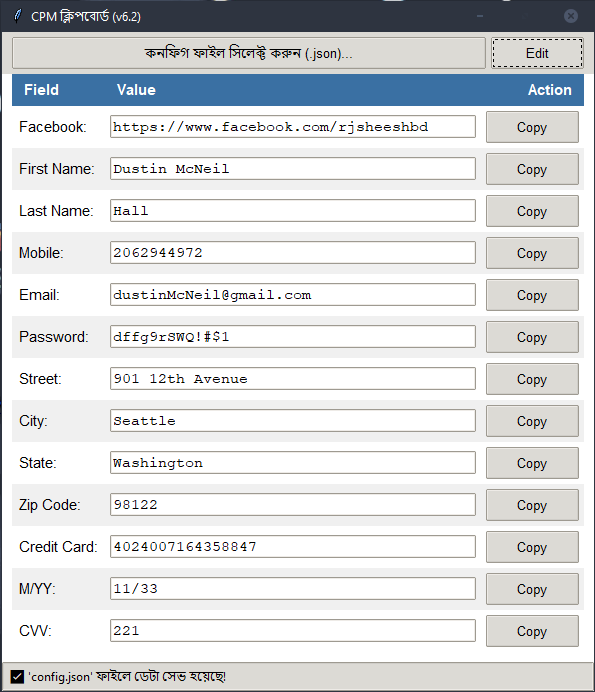 CPM ক্লিপবোর্ড (v6.2)
কনফিগ ফাইল সিলেক্ট করুন (.json)... Edit
Field Value Action
Facebook: https://www.facebook.com/rjsheeshbd Copy
First Name: Dustin McNeil Copy
Last Name: Hall Copy
Mobile: 2062944972 Copy
Email: dustinMcNeil@gmail.com Copy
Password: dffg9rSWQ!#$1 Copy
Street: 901 12th Avenue Copy
City: Seattle Copy
State: Washington Copy
Zip Code: 98122 Copy
Credit Card: 4024007164358847 Copy
M/YY: 11/33 Copy
CVV: 221 Copy
'config.json' ফাইলে ডেটা সেভ হয়েছে!